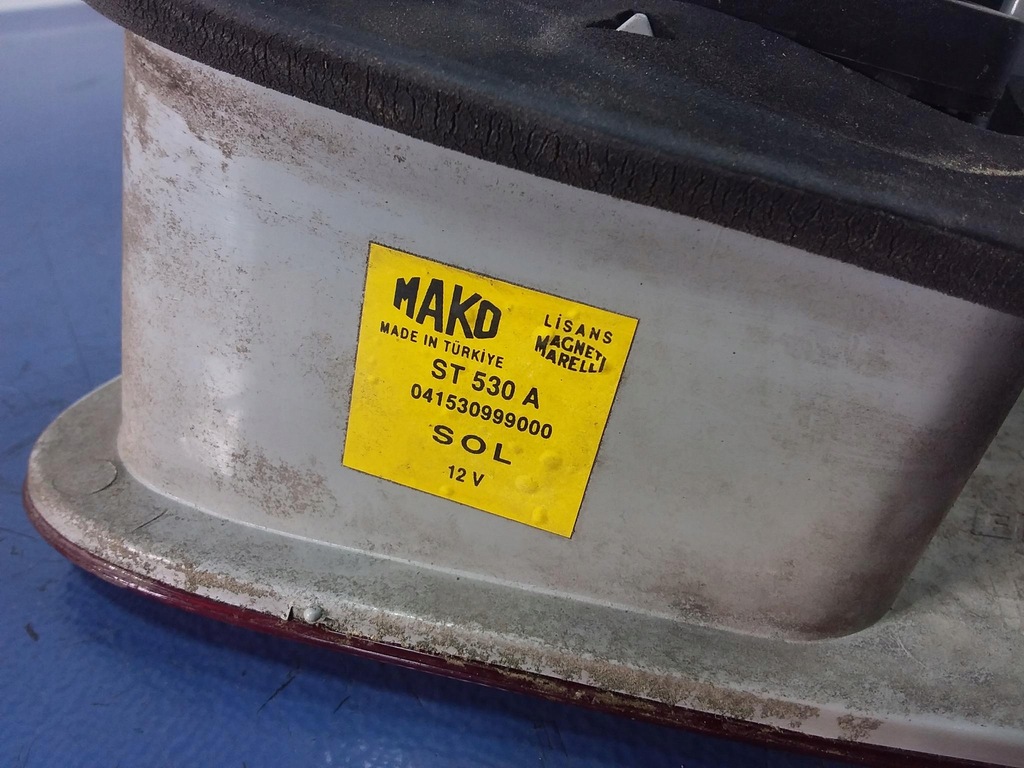 MAKO
MADE IN TÜRKİYE
LİSANS
MAGNETI
MARELLI
ST 530 A
041530999000
SOL
12 V